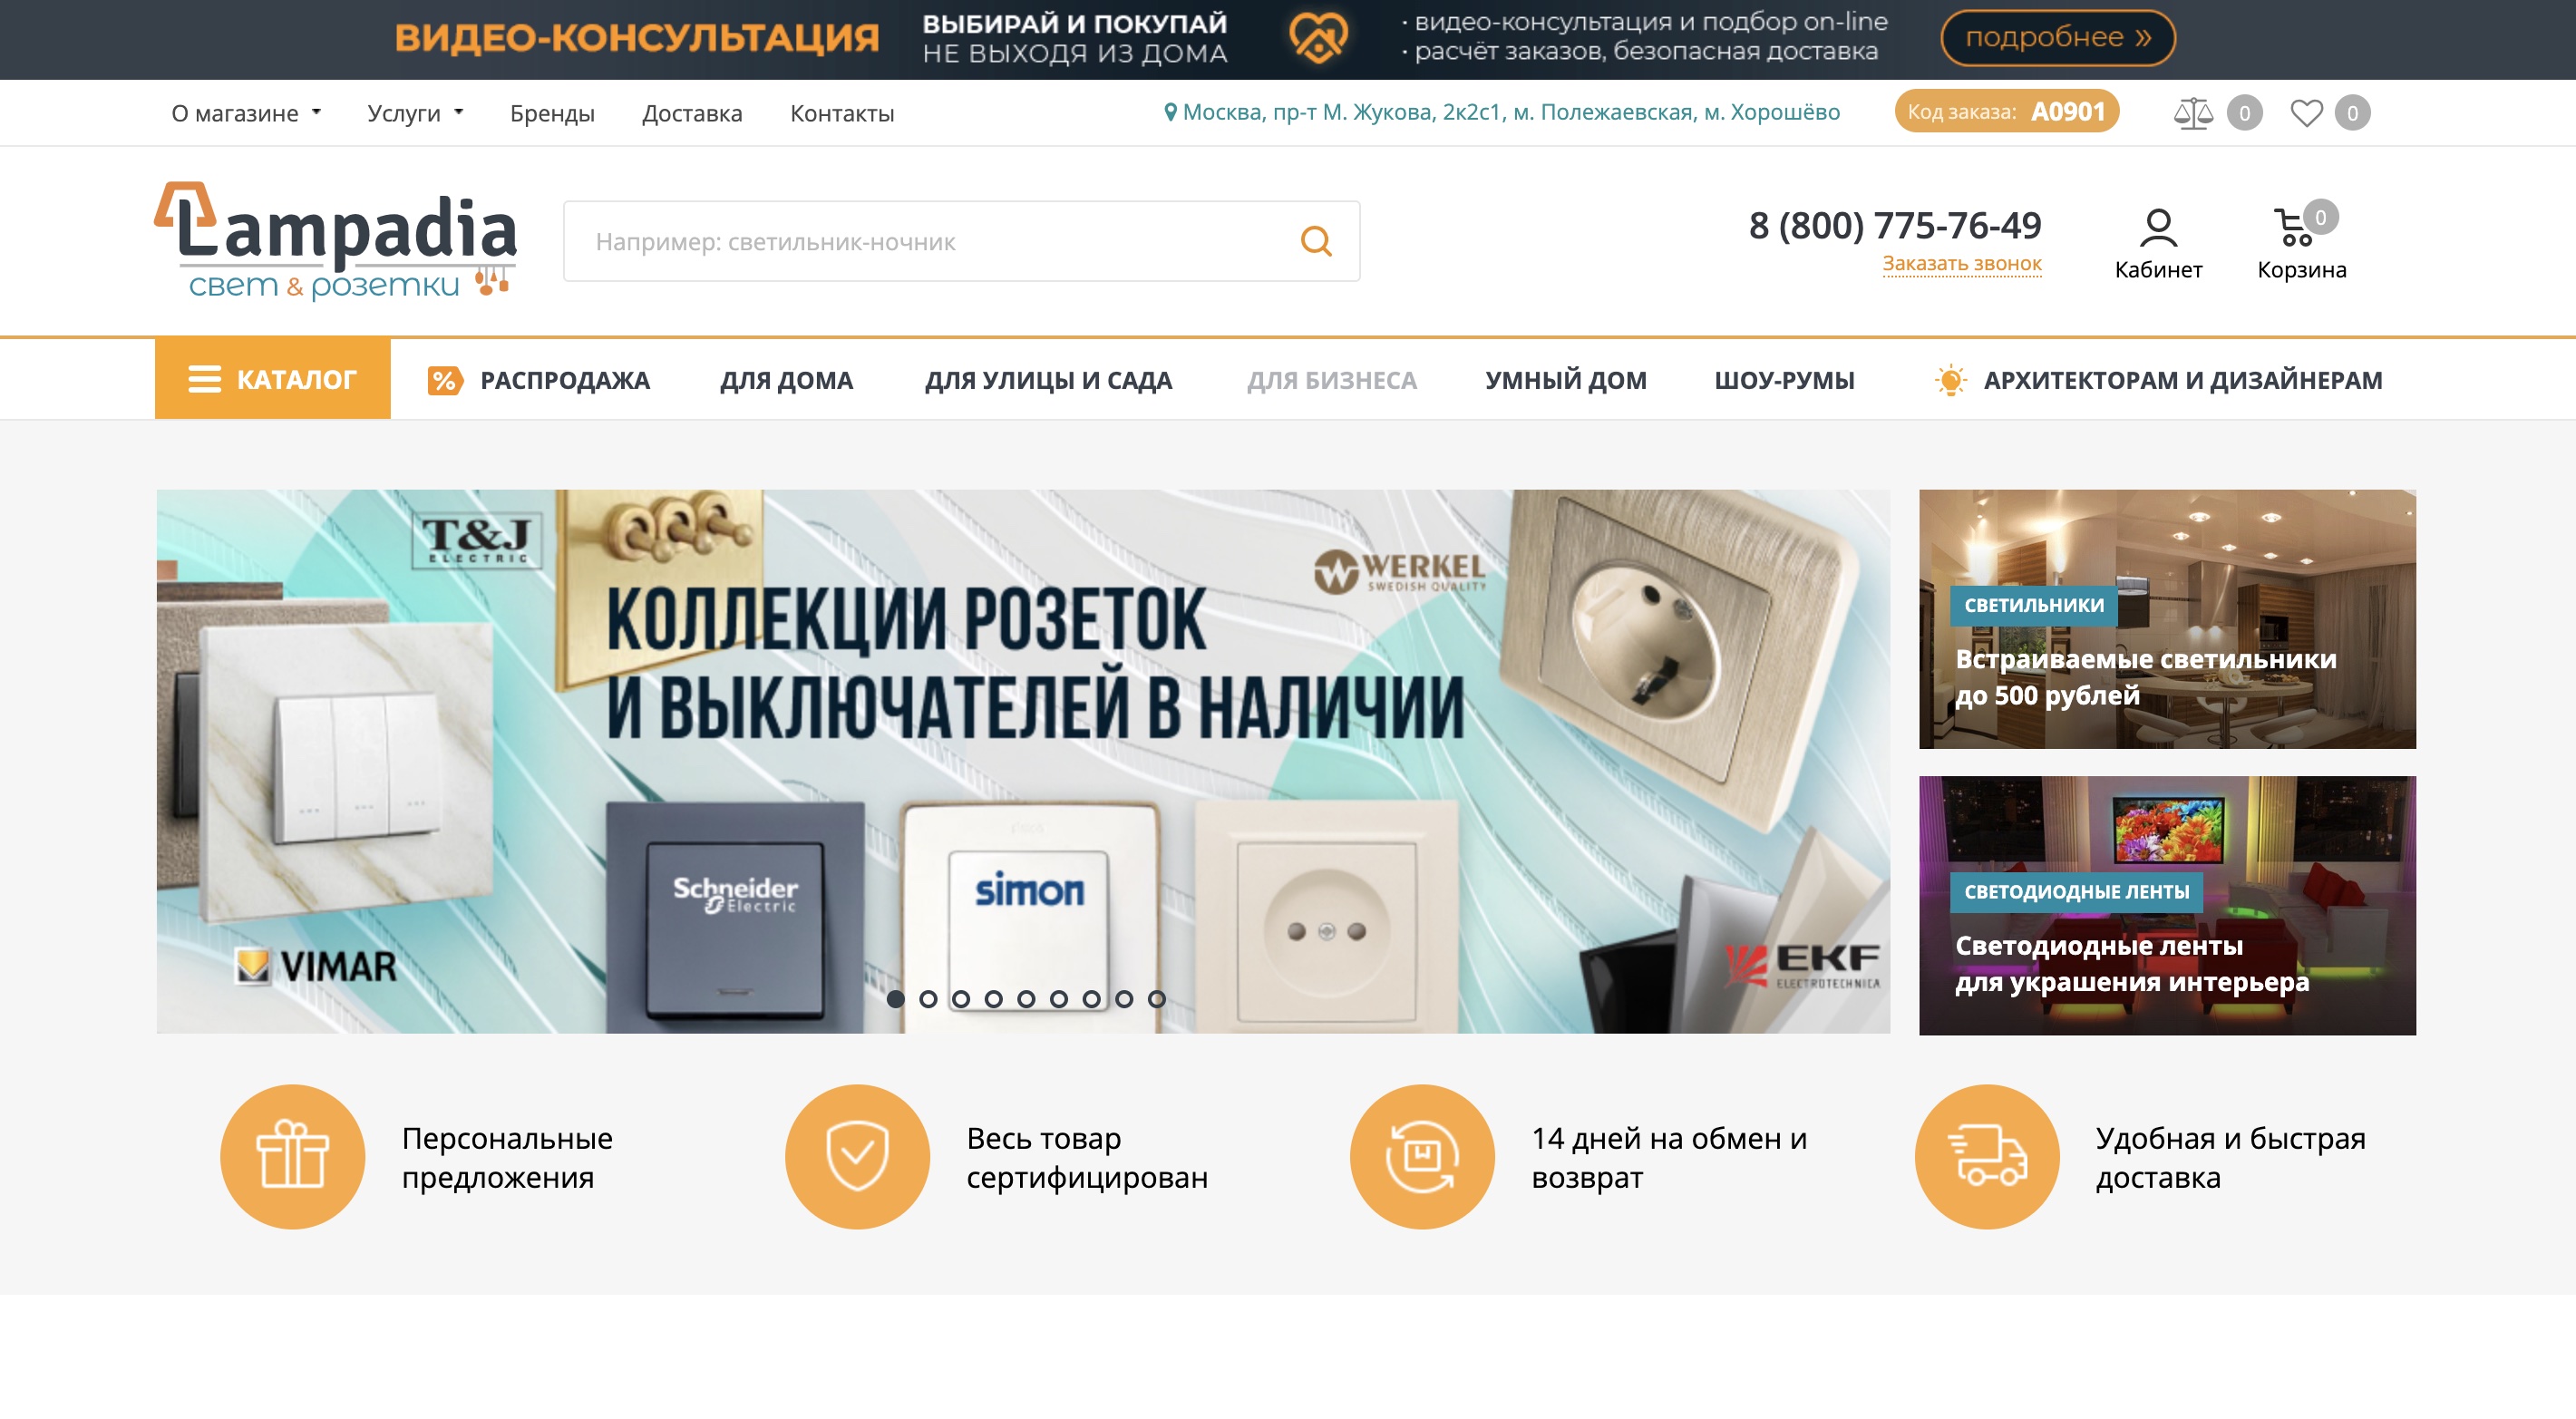 ВИДЕО-КОНСУЛЬТАЦИЯ
ВЫБИРАЙ И ПОКУПАЙ
НЕ ВЫХОДЯ ИЗ ДОМА
· видео-консультация и подбор on-line
· расчёт заказов, безопасная доставка
подробнее »
О магазине
Услуги
Бренды
Доставка
Контакты
Москва, пр-т М. Жукова, 2к2с1, м. Полежаевская, м. Хорошёво
Код заказа: A0901
0
0
Lampadia
свет & розетки
Например: светильник-ночник
8 (800) 775-76-49
Заказать звонок
Кабинет
0
Корзина
КАТАЛОГ
%
РАСПРОДАЖА
ДЛЯ ДОМА
ДЛЯ УЛИЦЫ И САДА
ДЛЯ БИЗНЕСА
УМНЫЙ ДОМ
ШОУ-РУМЫ
АРХИТЕКТОРАМ И ДИЗАЙНЕРАМ
T&J
ELECTRIC
WERKEL
SWEDISH QUALITY
КОЛЛЕКЦИИ РОЗЕТОК
И ВЫКЛЮЧАТЕЛЕЙ В НАЛИЧИИ
Schneider
Electric
simon
VIMAR
EKF
ELECTROTECHNICA
СВЕТИЛЬНИКИ
Встраиваемые светильники
до 500 рублей
СВЕТОДИОДНЫЕ ЛЕНТЫ
Светодиодные ленты
для украшения интерьера
Персональные
предложения
Весь товар
сертифицирован
14 дней на обмен и
возврат
Удобная и быстрая
доставка